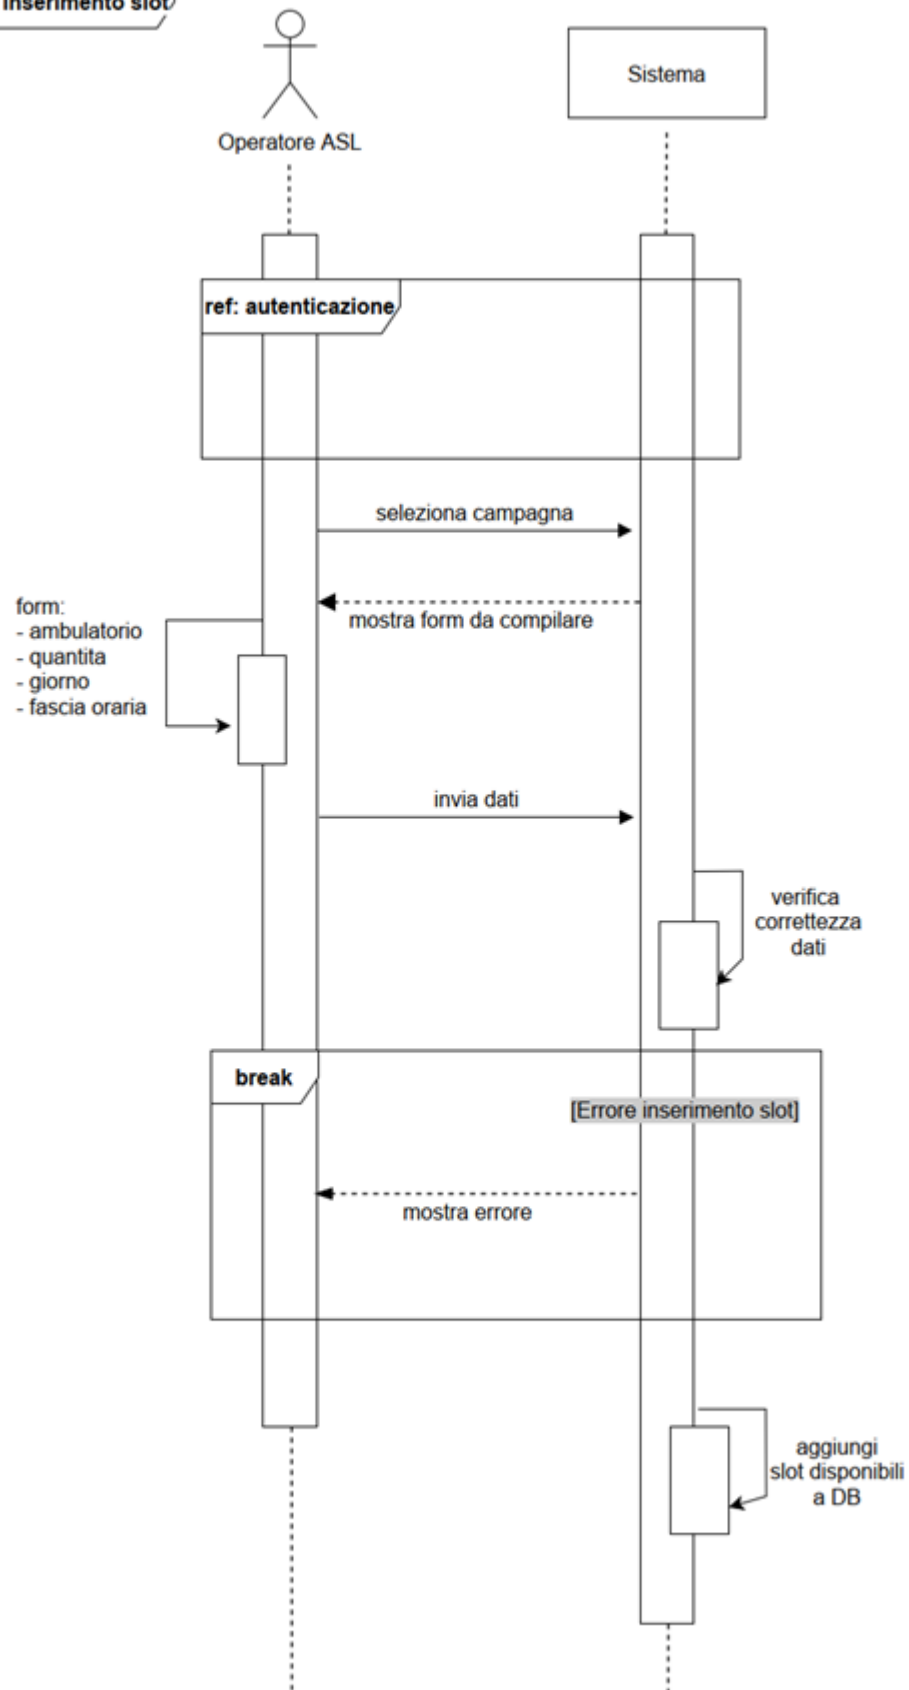 inserimento slot
Sistema
Operatore ASL
ref: autenticazione
seleziona campagna
mostra form da compilare
form:
- ambulatorio
- quantita
- giorno
- fascia oraria
invia dati
verifica
correttezza
dati
break
[Errore inserimento slot]
mostra errore
aggiungi
slot disponibili
a DB